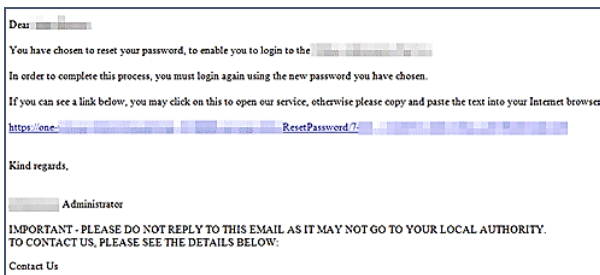 Dear
You have chosen to reset your password, to enable you to login to the
In order to complete this process, you must login again using the new password you have chosen.
If you can see a link below, you may click on this to open our service, otherwise please copy and paste the text into your Internet browser
https://one- ResetPassword/7-
Kind regards,
Administrator
IMPORTANT - PLEASE DO NOT REPLY TO THIS EMAIL AS IT MAY NOT GO TO YOUR LOCAL AUTHORITY.
TO CONTACT US, PLEASE SEE THE DETAILS BELOW:
Contact Us